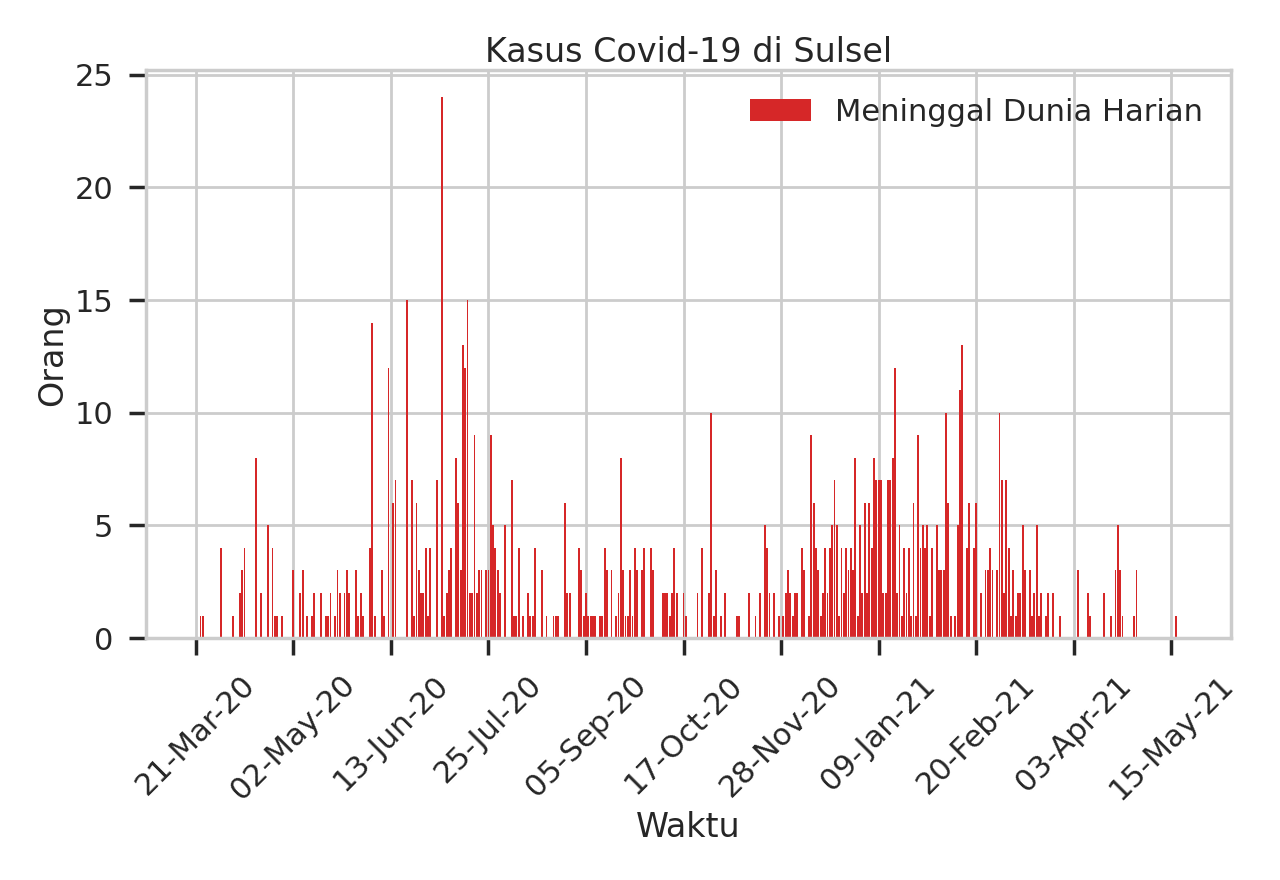 Kasus Covid-19 di Sulsel
Meninggal Dunia Harian
Orang
25
20
15
10
5
0
21-Mar-20
02-May-20
13-Jun-20
25-Jul-20
05-Sep-20
17-Oct-20
28-Nov-20
09-Jan-21
20-Feb-21
03-Apr-21
15-May-21
Waktu